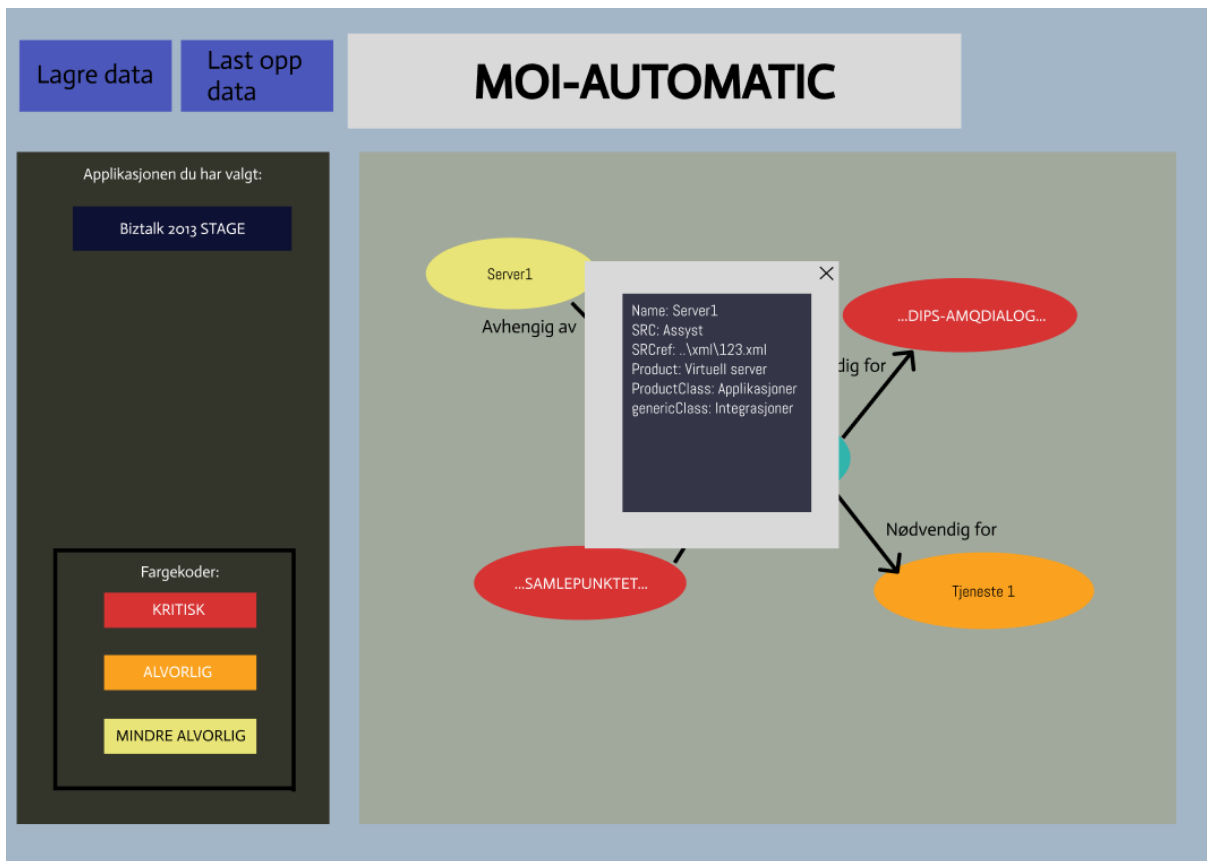 Lagre data
Last opp
data
MOI-AUTOMATIC
Applikasjonen du har valgt:
Biztalk 2013 STAGE
Fargekoder:
KRITISK
ALVORLIG
MINDRE ALVORLIG
Server1
Avhengig av
Name: Server1
SRC: Assyst
SRCref: ..\xml\123.xml
Product: Virtuell server
ProductClass: Applikasjoner
genericClass: Integrasjoner
...DIPS-AMQDIALOG...
dig for
...SAMLEPUNKTET...
Nødvendig for
Tjeneste 1